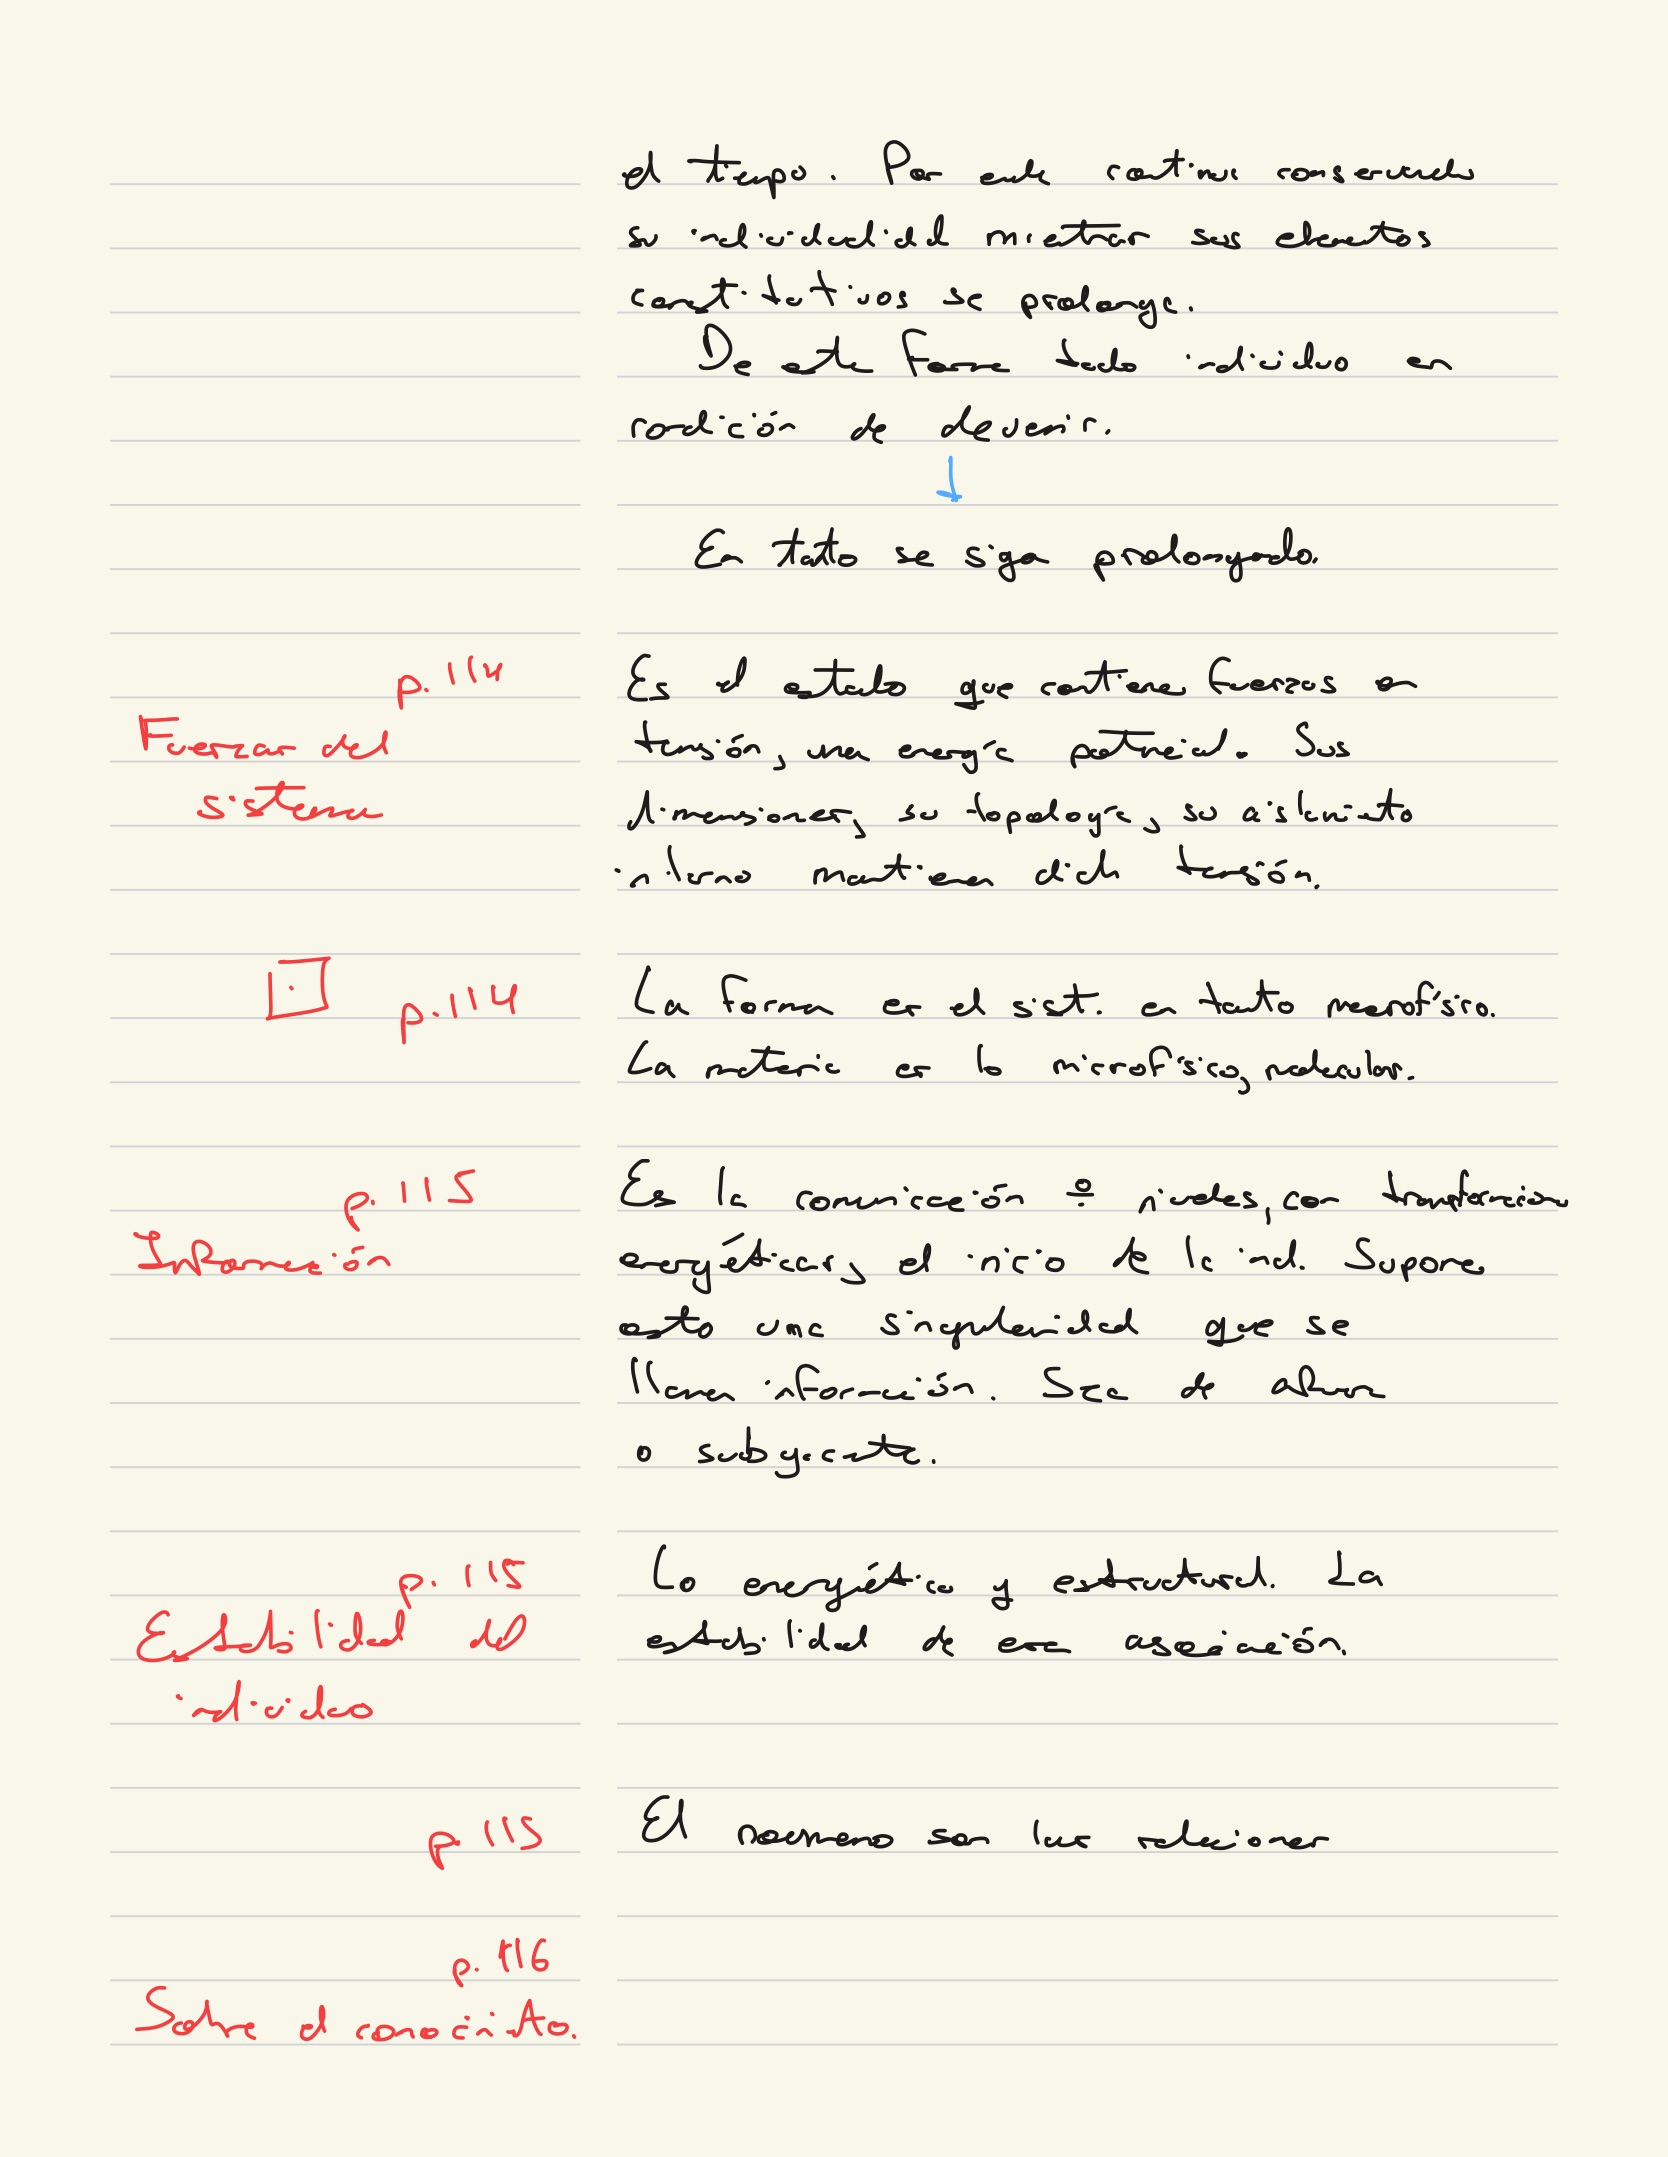 el tiempo. Por ende continua conservando
su individualidad mientras sus elementos
constitutivos se prolonga.
De esta Forma todo individuo en
condición de devenir.
En tanto se siga prolongado.
p. 114
Fuerzas del
sistema
Es el estado que contiene fuerzas en
tensión, una energía potencial. Sus
dimensiones, su topología, su aislamiento
interno mantienen dich tensión.
p. 114
La Forma es el sist. en tanto macrofísico.
La materia es lo microfísico, molecular.
p. 115
Información
Es la comunicación niveles, con transformacion
energéticas, el inicio de la ind. Supone
esto una singularidad que se
llama información. Sea de afuera
o subyacente.
p. 115
Estabilidad del
individuo
Lo energético y estructural. La
estabilidad de esa asociación.
p 115
El noúmeno son las relaciones
p. 116
Sobre el conocimiento.